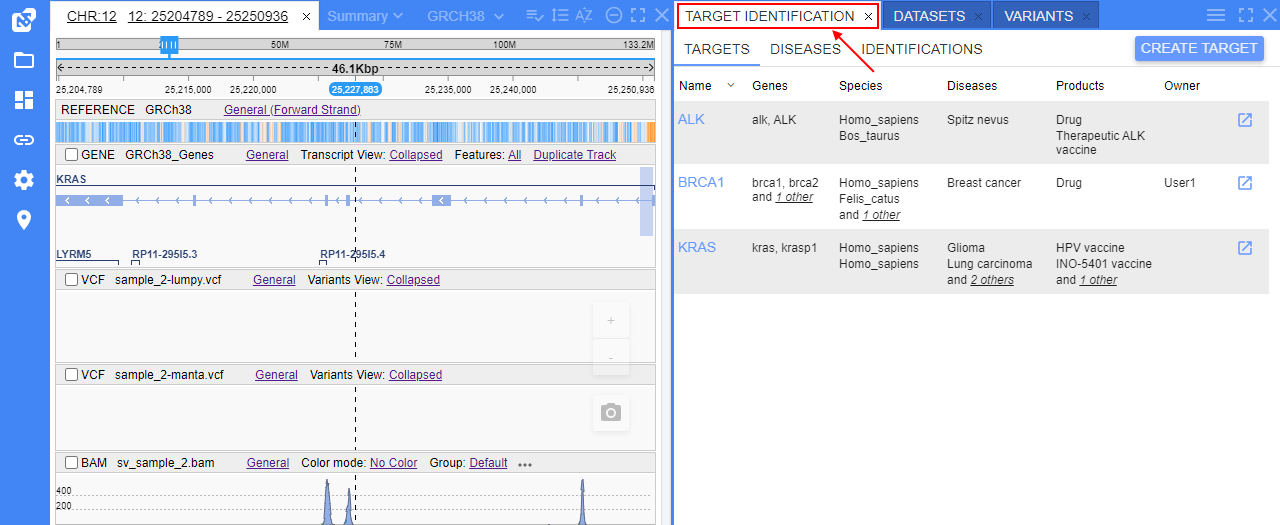 CHR:12 12: 25204789 - 25250936 × Summary GRCH38
1 50M 75M 100M 133.2M
46.1Kbp
25,204,789 25,215,000 25,220,000 25,227,863 25,235,000 25,240,000 25,250,936
REFERENCE GRCh38 General (Forward Strand)
GENE GRCh38_Genes General Transcript View: Collapsed Features: All Duplicate Track
KRAS
LYRM5 RP11-295I5.3 RP11-295I5.4
VCF sample_2-lumpy.vcf General Variants View: Collapsed
+
-
VCF sample_2-manta.vcf General Variants View: Collapsed
BAM sv_sample_2.bam General Color mode: No Color Group: Default •••
400
200
TARGET IDENTIFICATION × DATASETS × VARIANTS ×
TARGETS DISEASES IDENTIFICATIONS CREATE TARGET
Name Genes Species Diseases Products Owner
ALK alk, ALK Homo_sapiens Spitz nevus Drug
Bos_taurus Therapeutic ALK
vaccine
BRCA1 brca1, brca2 Homo_sapiens Breast cancer Drug User1
and 1 other Felis_catus
and 1 other
KRAS kras, krasp1 Homo_sapiens Glioma HPV vaccine
Homo_sapiens Lung carcinoma INO-5401 vaccine
and 2 others and 1 other